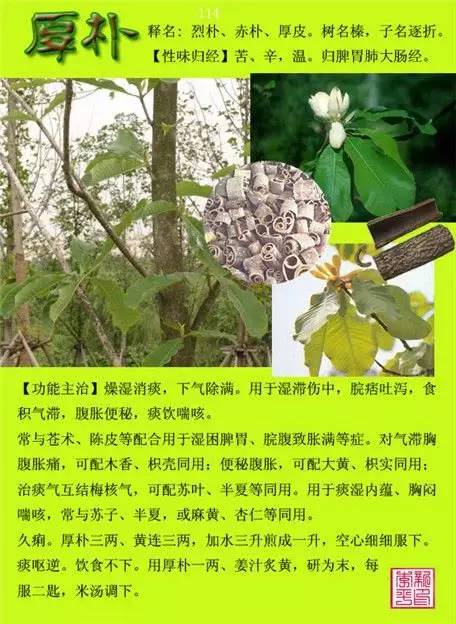 114
厚朴
释名：烈朴、赤朴、厚皮。树名榛，子名逐折。
【性味归经】苦、辛，温。归脾胃肺大肠经。
【功能主治】燥湿消痰，下气除满。用于湿滞伤中，脘痞吐泻，食
积气滞，腹胀便秘，痰饮喘咳。
常与苍术、陈皮等配合用于湿困脾胃、脘腹致胀满等症。对气滞胸
腹胀痛，可配木香、枳壳同用；便秘腹胀，可配大黄、枳实同用；
治痰气互结梅核气，可配苏叶、半夏等同用。用于痰湿内蕴、胸闷
喘咳，常与苏子、半夏，或麻黄、杏仁等同用。
久痢。厚朴三两、黄连三两，加水三升煎成一升，空心细细服下。
痰呕逆。饮食不下。用厚朴一两、姜汁炙黄，研为末，每
服二匙，米汤调下。